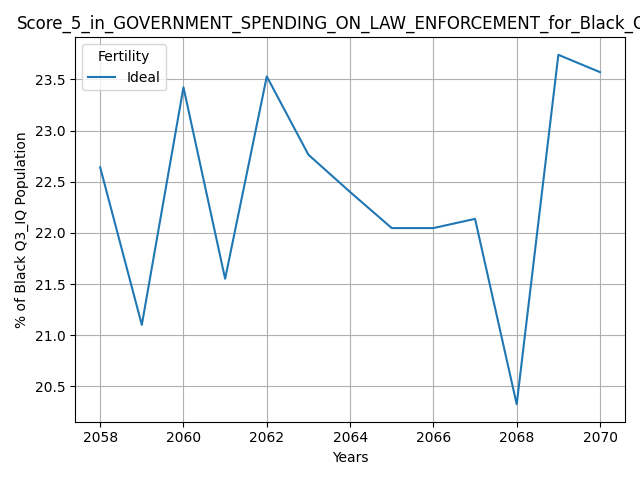 Score_5_in_GOVERNMENT_SPENDING_ON_LAW_ENFORCEMENT_for_Black_
Fertility
Ideal
% of Black Q3_IQ Population
23.5
23.0
22.5
22.0
21.5
21.0
20.5
2058
2060
2062
2064
2066
2068
2070
Years